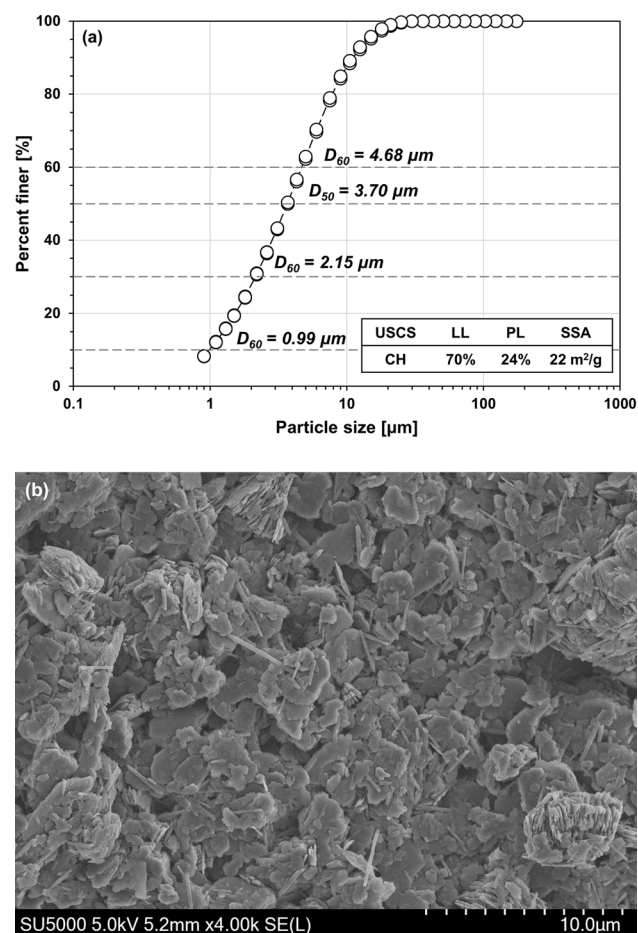 (a)
100
80
60
40
20
0
Percent finer [%]
D60 = 4.68 µm
D50 = 3.70 µm
D60 = 2.15 µm
D60 = 0.99 µm
USCS LL PL SSA
CH 70% 24% 22 m²/g
0.1 1 10 100 1000
Particle size [µm]
(b)
SU5000 5.0kV 5.2mm x4.00k SE(L) 10.0µm